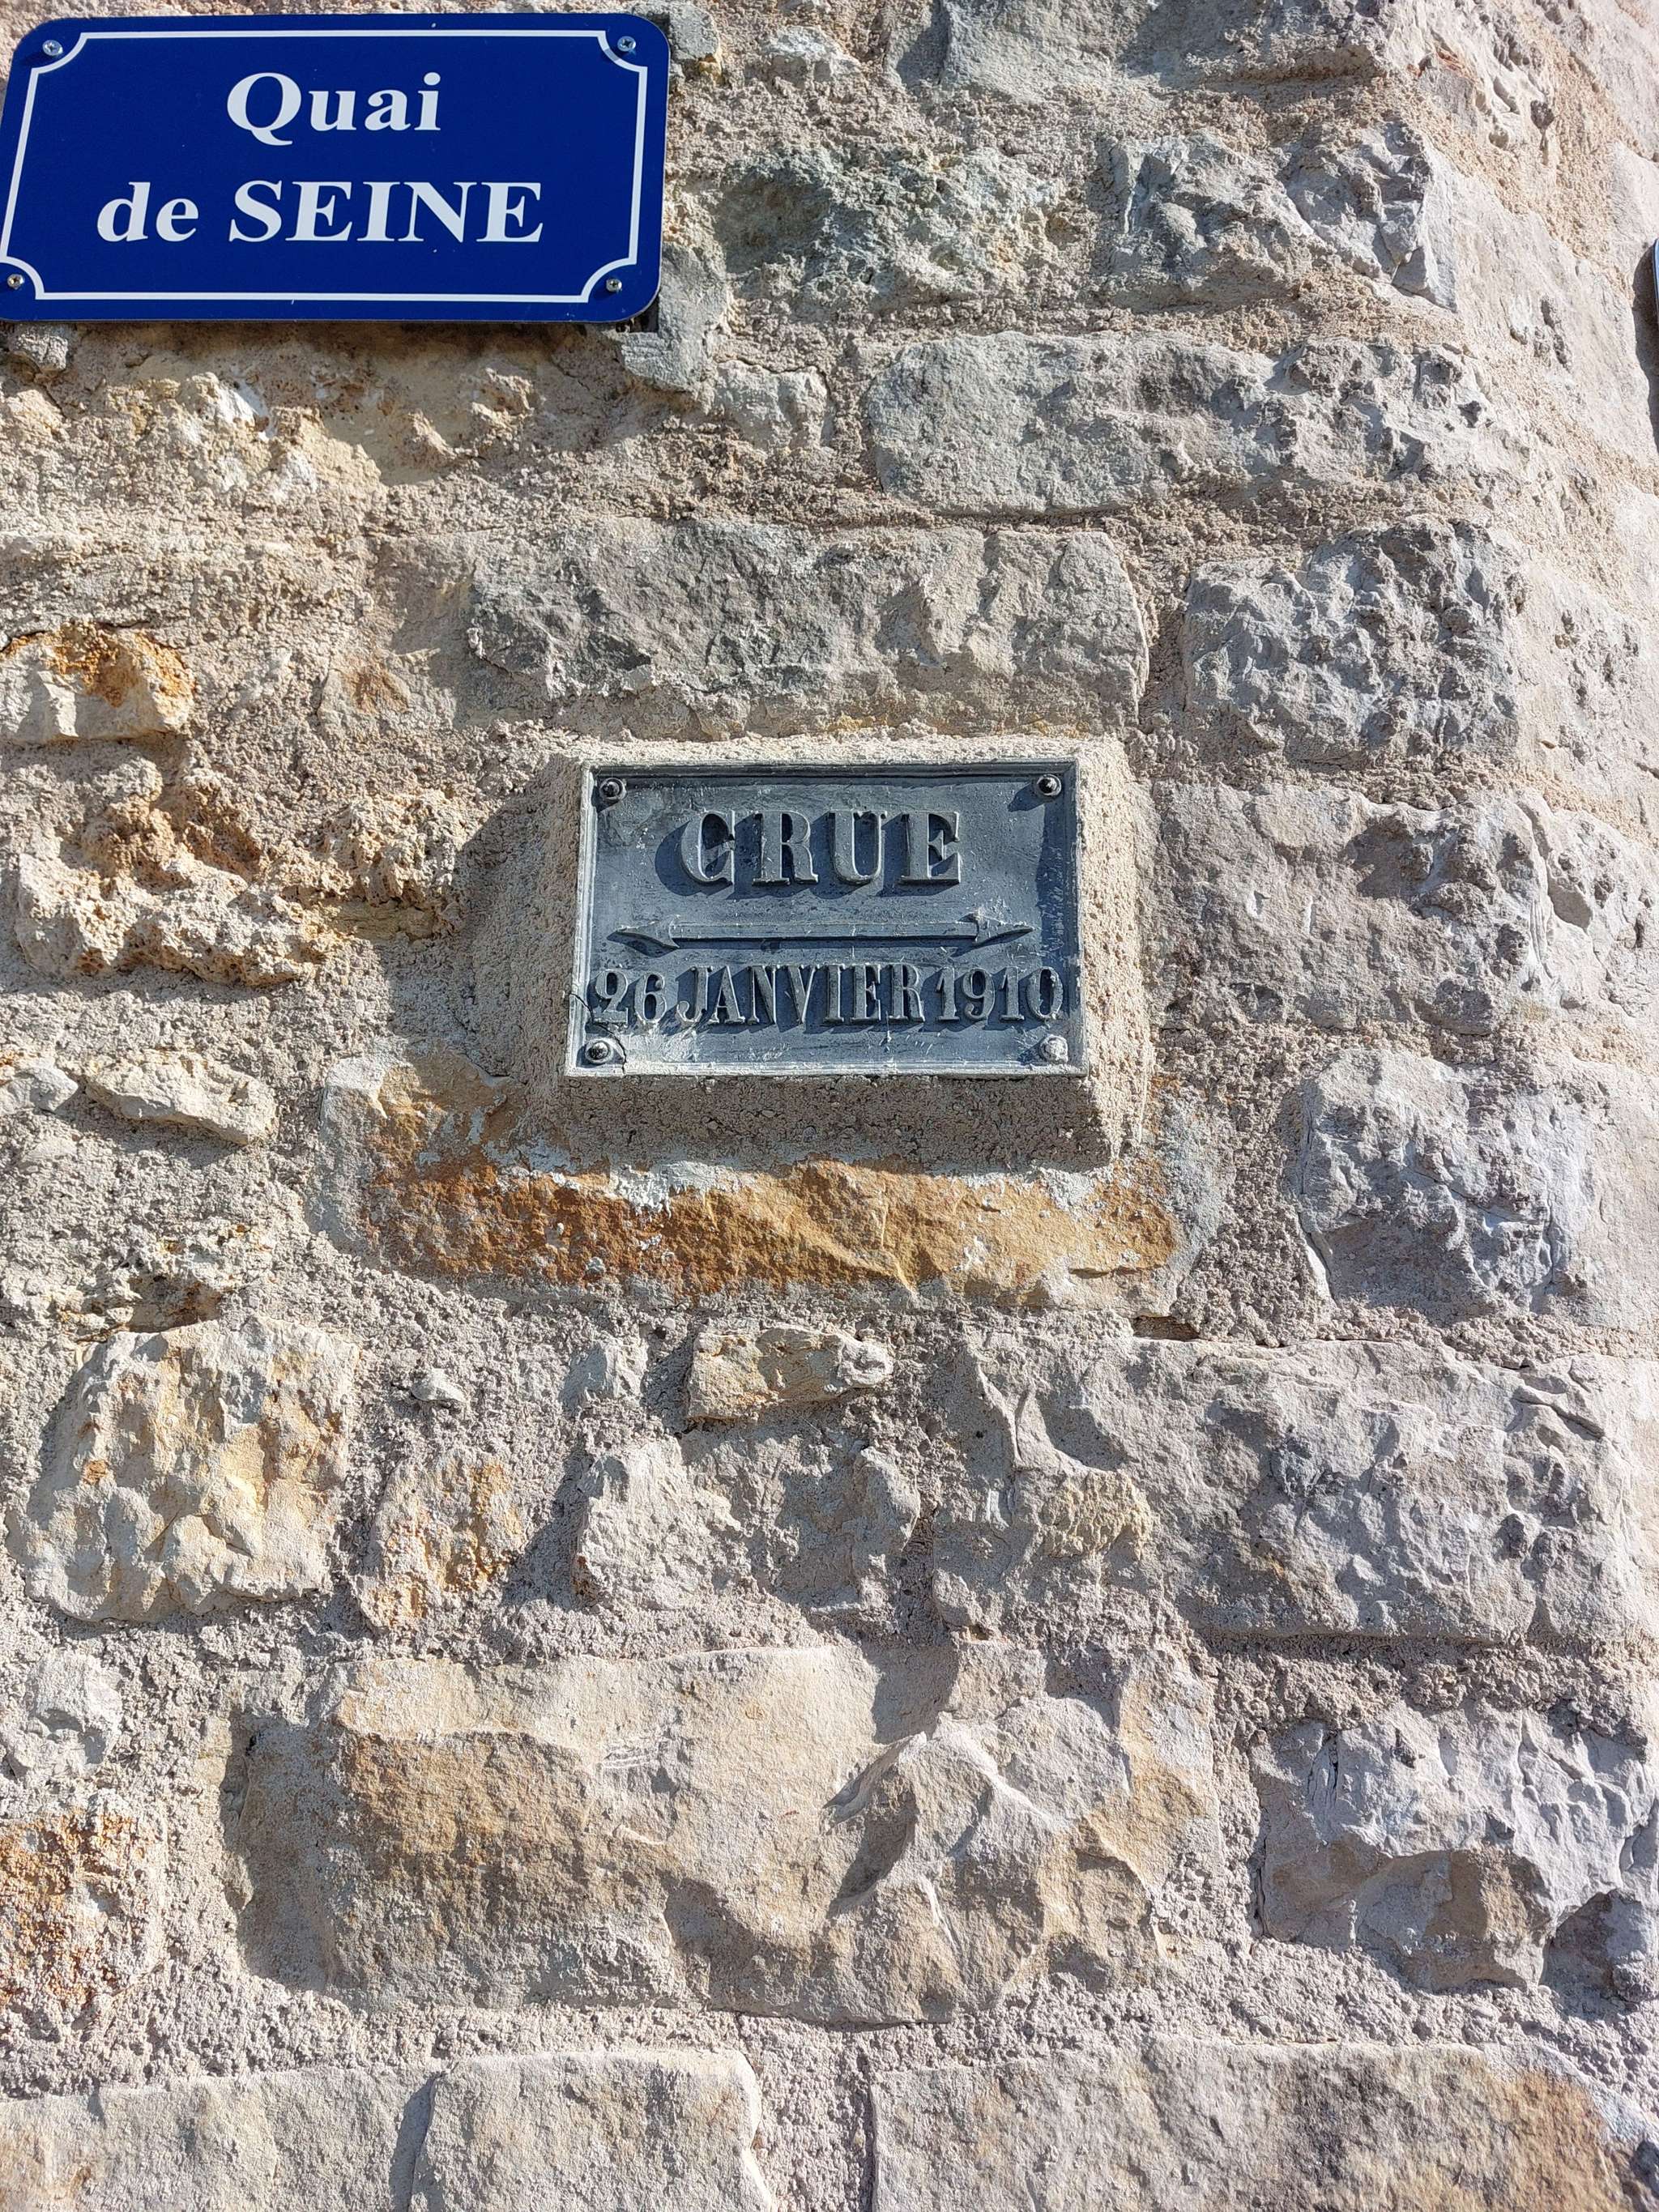 Quai
de SEINE
CRUE
26 JANVIER 1910